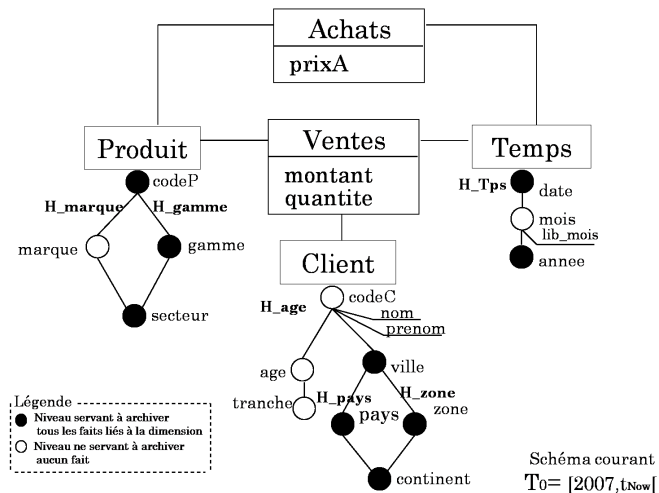 Achats
prixA
Produit
Ventes
Temps
montant
quantite
codeP
H_marque
H_gamme
marque
gamme
secteur
H_Tps
date
mois
lib_mois
annee
Client
codeC
nom
prenom
H_age
age
tranche
ville
H_pays
H_zone
pays
zone
continent
Légende
Niveau servant à archiver
tous les faits liés à la dimension
Niveau ne servant à archiver
aucun fait
Schéma courant
T0= [2007,tNow[